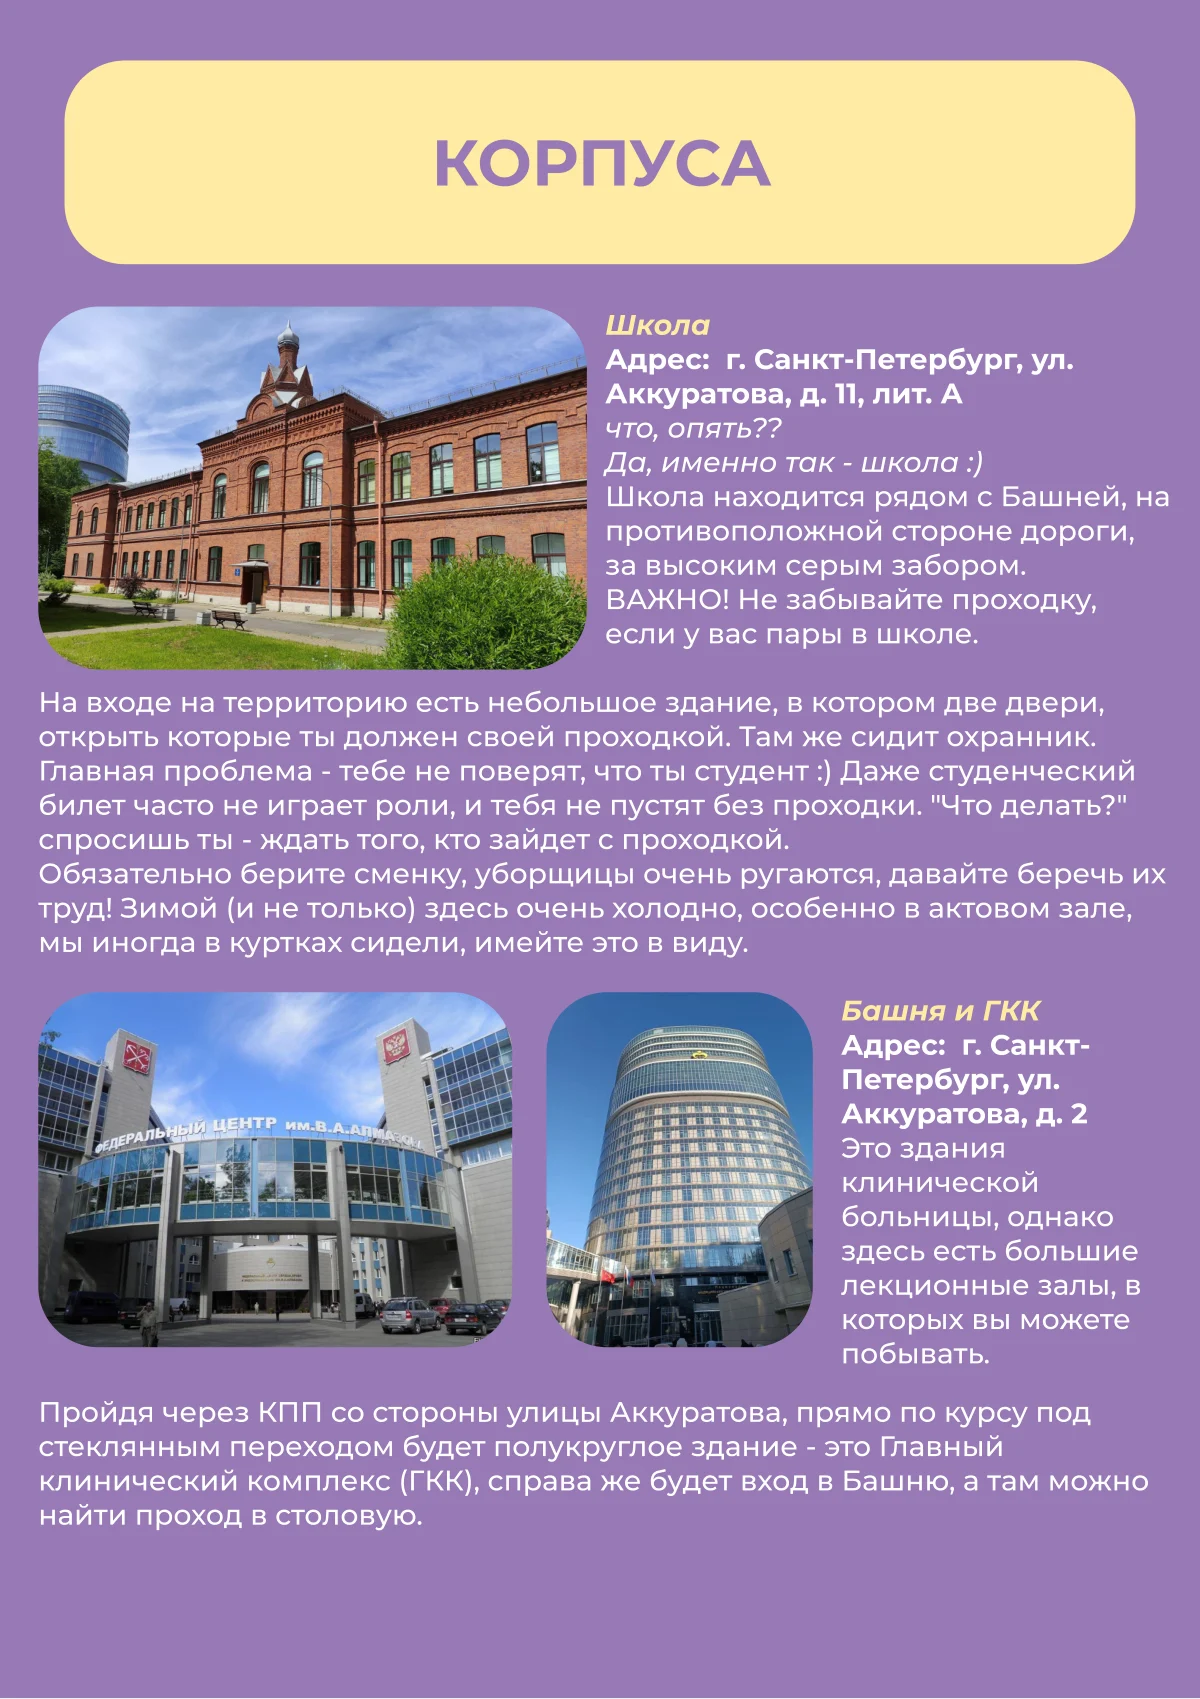 КОРПУСА
Школа
Адрес:  г. Санкт-Петербург, ул.
Аккуратова, д. 11, лит. А
что, опять??
Да, именно так - школа :)
Школа находится рядом с Башней, на
противоположной стороне дороги,
за высоким серым забором.
ВАЖНО! Не забывайте проходку,
если у вас пары в школе.
На входе на территорию есть небольшое здание, в котором две двери,
открыть которые ты должен своей проходкой. Там же сидит охранник.
Главная проблема - тебе не поверят, что ты студент :) Даже студенческий
билет часто не играет роли, и тебя не пустят без проходки. "Что делать?"
спросишь ты - ждать того, кто зайдет с проходкой.
Обязательно берите сменку, уборщицы очень ругаются, давайте беречь их
труд! Зимой (и не только) здесь очень холодно, особенно в актовом зале,
мы иногда в куртках сидели, имейте это в виду.
ФЕДЕРАЛЬНЫЙ ЦЕНТР им.В.А.АЛМАЗОВА
Башня и ГКК
Адрес:  г. Санкт-
Петербург, ул.
Аккуратова, д. 2
Это здания
клинической
больницы, однако
здесь есть большие
лекционные залы, в
которых вы можете
побывать.
Пройдя через КПП со стороны улицы Аккуратова, прямо по курсу под
стеклянным переходом будет полукруглое здание - это Главный
клинический комплекс (ГКК), справа же будет вход в Башню, а там можно
найти проход в столовую.